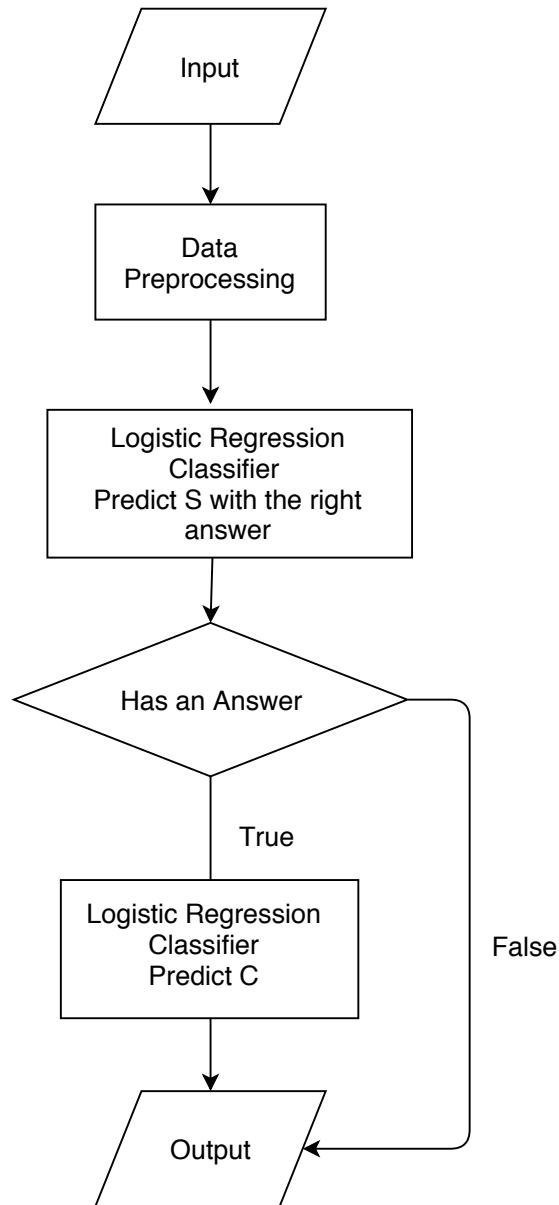 Input
Data
Preprocessing
Logistic Regression
Classifier
Predict S with the right
answer
Has an Answer
True
Logistic Regression
Classifier
Predict C
False
Output